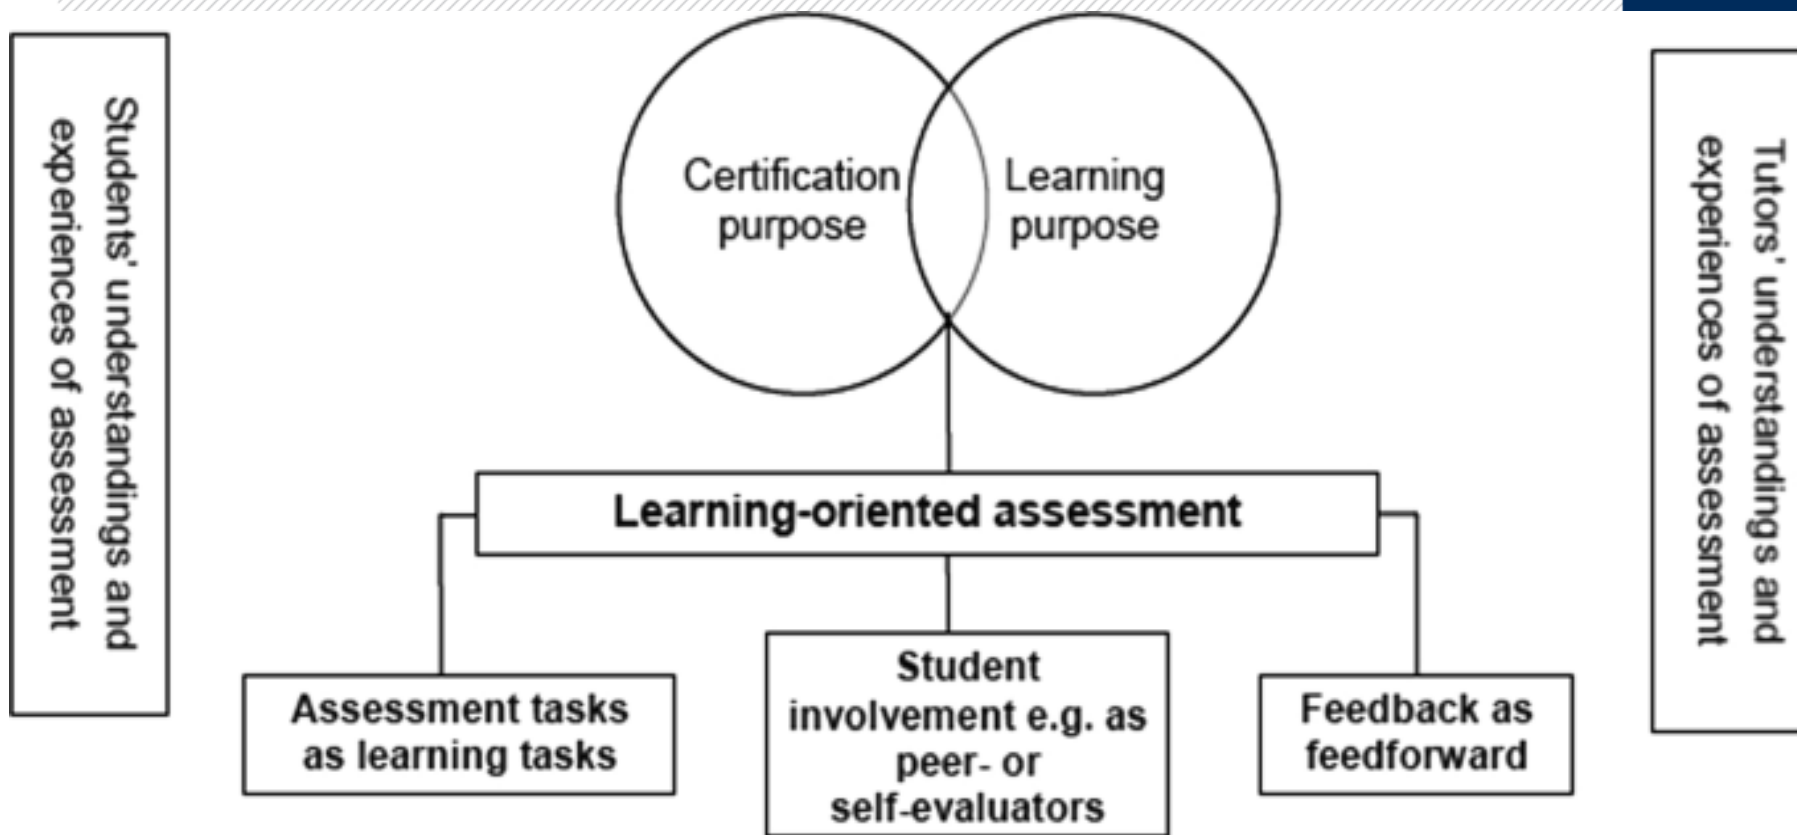 Students' understandings and
experiences of assessment
Certification
purpose
Learning
purpose
Tutors' understandings and
experiences of assessment
Learning-oriented assessment
Assessment tasks
as learning tasks
Student
involvement e.g. as
peer- or
self-evaluators
Feedback as
feedforward